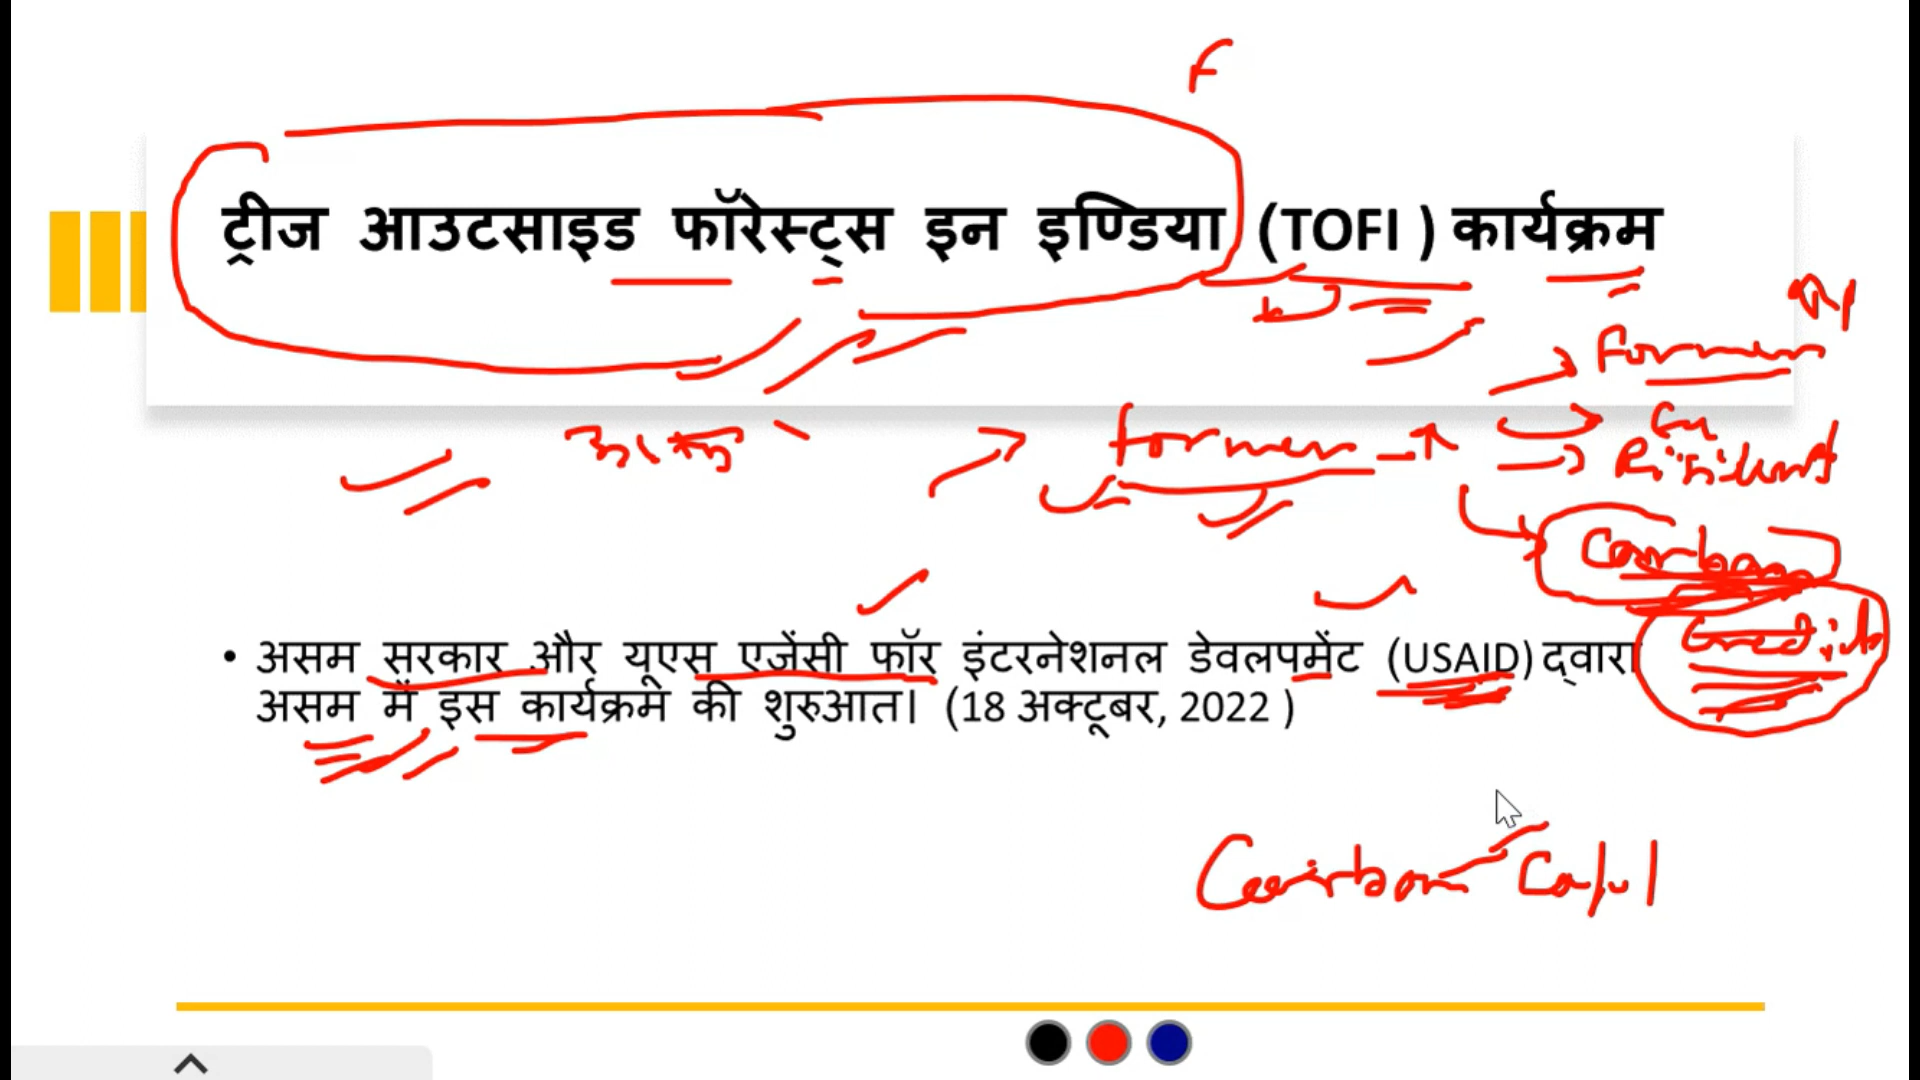 ट्रीज आउटसाइड फॉरेस्ट्स इन इण्डिया (TOFI ) कार्यक्रम
farmer
farmer
Carbon
Credit
• असम सरकार और यूएस एजेंसी फॉर इंटरनेशनल डेवलपमेंट (USAID) द्वारा
असम में इस कार्यक्रम की शुरुआत। (18 अक्टूबर, 2022 )
Carbon